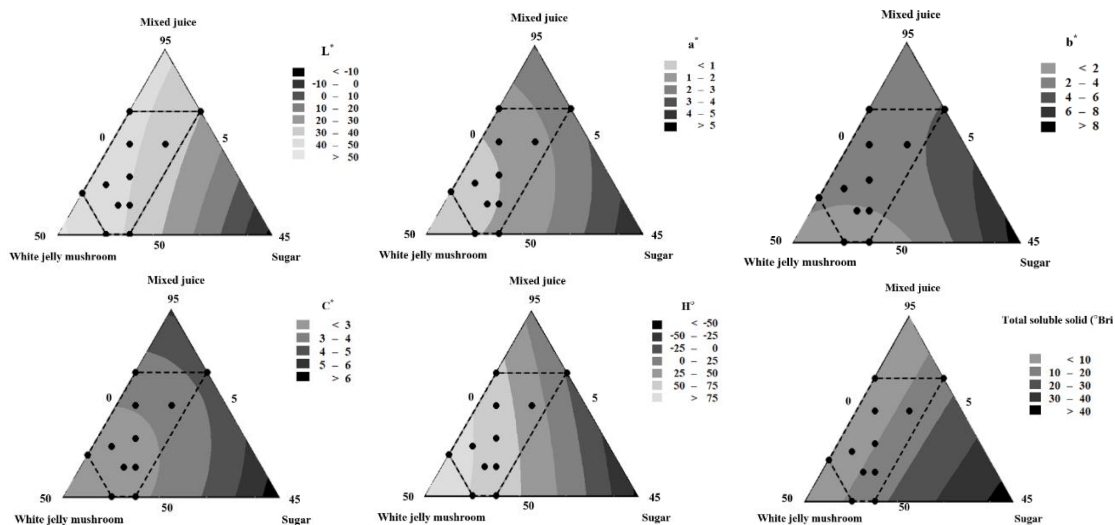 Mixed juice
95
L*
< -10
-10 – 0
0 – 10
10 – 20
20 – 30
30 – 40
40 – 50
> 50
0
5
50
50
45
White jelly mushroom
Sugar
Mixed juice
95
a*
< 1
1 – 2
2 – 3
3 – 4
4 – 5
> 5
0
5
50
50
45
White jelly mushroom
Sugar
Mixed juice
95
b*
< 2
2 – 4
4 – 6
6 – 8
> 8
0
5
50
50
45
White jelly mushroom
Sugar
Mixed juice
95
C*
< 3
3 – 4
4 – 5
5 – 6
> 6
0
5
50
50
45
White jelly mushroom
Sugar
Mixed juice
95
H°
< -50
-50 – -25
-25 – 0
0 – 25
25 – 50
50 – 75
> 75
0
5
50
50
45
White jelly mushroom
Sugar
Mixed juice
95
Total soluble solid (°Bri
< 10
10 – 20
20 – 30
30 – 40
> 40
0
5
50
50
45
White jelly mushroom
Sugar